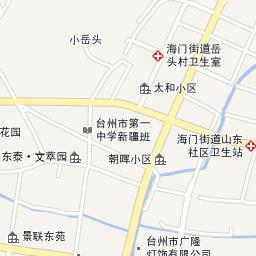 小岳头
海门街道岳
头村卫生室
太和小区
台州市第一
中学新疆班
花园
海门街道山东
社区卫生站
东泰·文萃园
朝晖小区
景联东苑
台州市广隆
灯饰有限公司